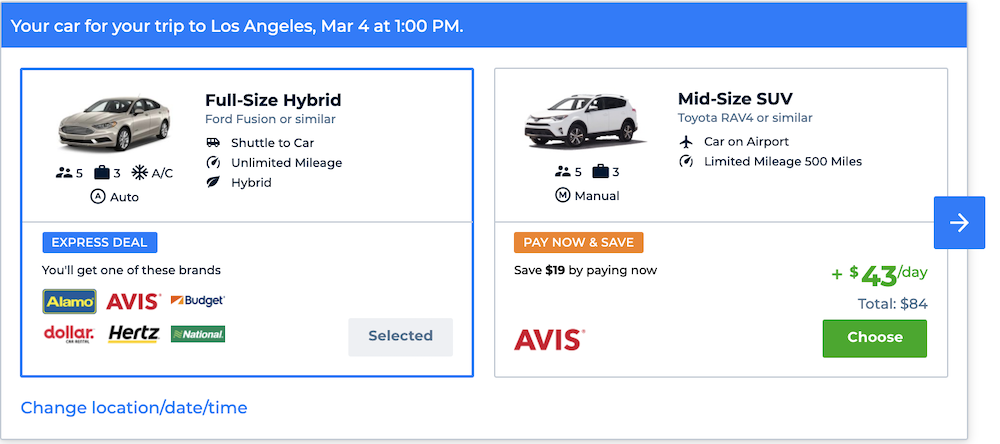 Your car for your trip to Los Angeles, Mar 4 at 1:00 PM.
Full-Size Hybrid
Ford Fusion or similar
Shuttle to Car
Unlimited Mileage
Hybrid
5 3 A/C
A Auto
EXPRESS DEAL
You'll get one of these brands
Alamo AVIS Budget
dollar. Hertz National.
CAR RENTAL
Selected
Mid-Size SUV
Toyota RAV4 or similar
Car on Airport
Limited Mileage 500 Miles
5 3
M Manual
PAY NOW & SAVE
Save $19 by paying now
+ $43/day
Total: $84
AVIS
Choose
Change location/date/time